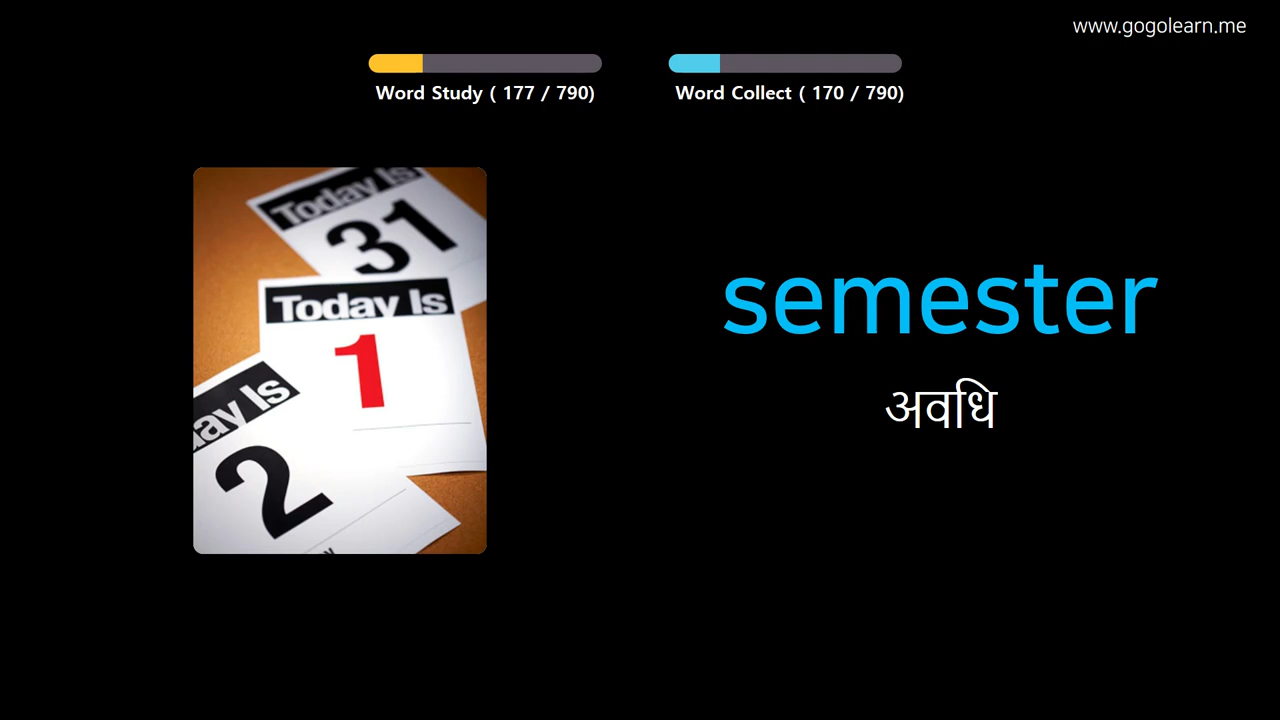 www.gogolearn.me
Word Study ( 177 / 790)
Word Collect ( 170 / 790)
Today Is
31
Today Is
1
day Is
2
semester
अवधि